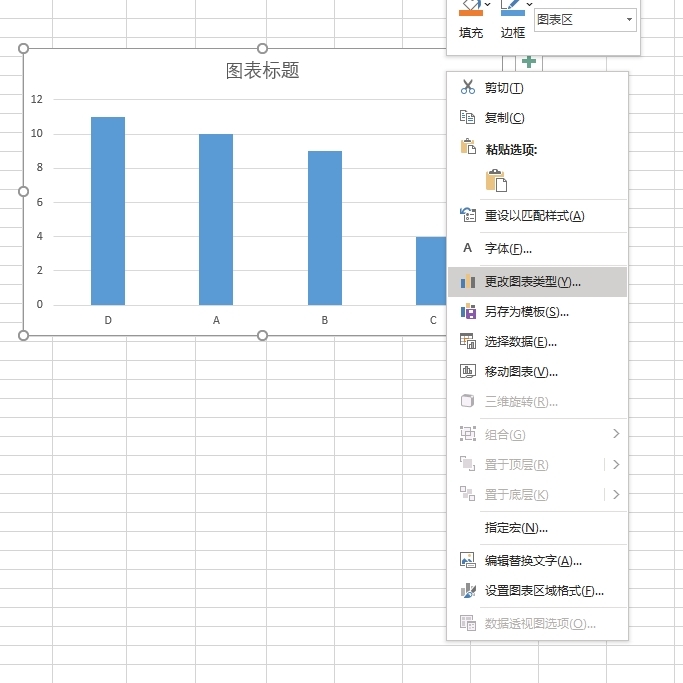 填充 边框 图表区
图表标题
12
10
8
6
4
2
0
D A B C
剪切(T)
复制(C)
粘贴选项:
重设以匹配样式(A)
A 字体(F)...
更改图表类型(Y)...
另存为模板(S)...
选择数据(E)...
移动图表(V)...
三维旋转(R)...
组合(G)
置于顶层(R)
置于底层(K)
指定宏(N)...
编辑替换文字(A)...
设置图表区域格式(F)...
数据透视图选项(O)...